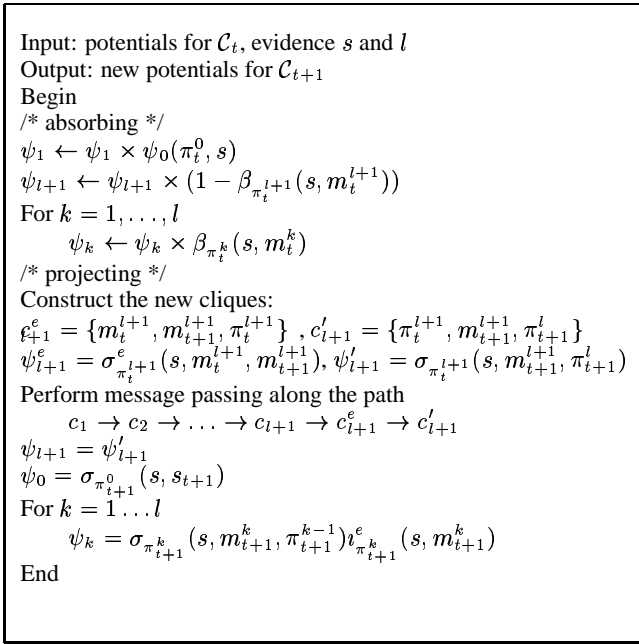 Input: potentials for 𝒞_t, evidence s and l
Output: new potentials for 𝒞_{t+1}
Begin
/* absorbing */
ψ_1 ← ψ_1 × ψ_0(π_t^0, s)
ψ_{l+1} ← ψ_{l+1} × (1 − β_{π_t^{l+1}}(s, m_t^{l+1}))
For k = 1, . . . , l
ψ_k ← ψ_k × β_{π_t^k}(s, m_t^k)
/* projecting */
Construct the new cliques:
c_{l+1}^e = {m_t^{l+1}, m_{t+1}^{l+1}, π_t^{l+1}} , c'_{l+1} = {π_t^{l+1}, m_{t+1}^{l+1}, π_{t+1}^l}
ψ_{l+1}^e = σ^e_{π_t^{l+1}}(s, m_t^{l+1}, m_{t+1}^{l+1}), ψ'_{l+1} = σ_{π_t^{l+1}}(s, m_{t+1}^{l+1}, π_{t+1}^l)
Perform message passing along the path
c_1 → c_2 → . . . → c_{l+1} → c_{l+1}^e → c'_{l+1}
ψ_{l+1} = ψ'_{l+1}
ψ_0 = σ_{π_{t+1}^0}(s, s_{t+1})
For k = 1 . . . l
ψ_k = σ_{π_{t+1}^k}(s, m_{t+1}^k, π_{t+1}^{k−1})ı^e_{π_{t+1}^k}(s, m_{t+1}^k)
End